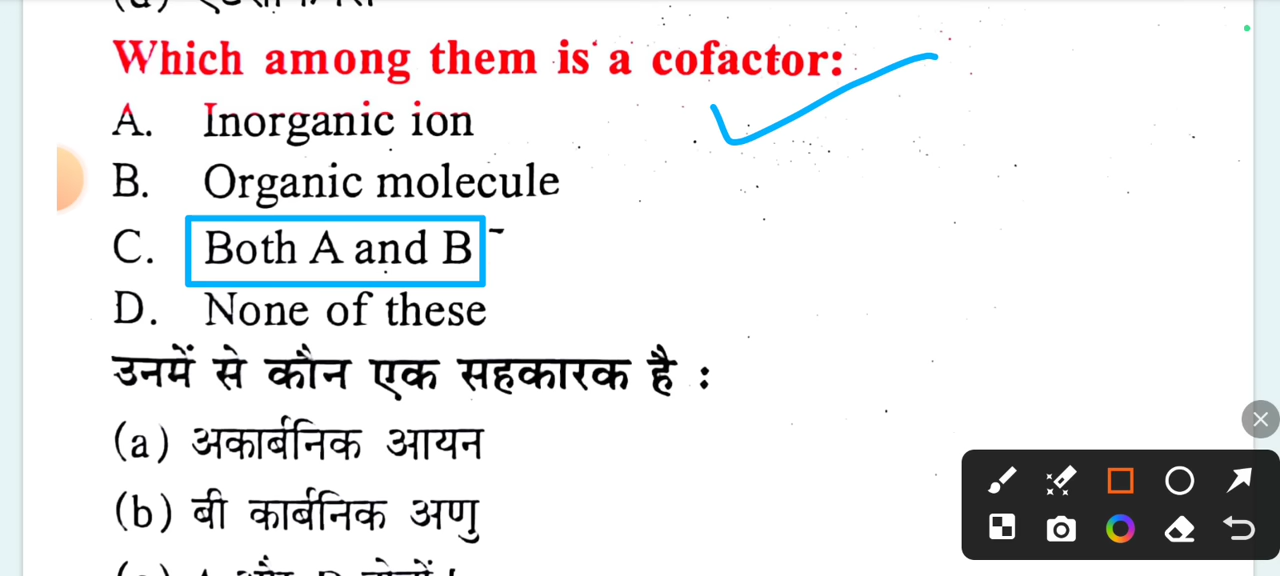 Which among them is a cofactor:
A. Inorganic ion
B. Organic molecule
C. Both A and B
D. None of these
उनमें से कौन एक सहकारक है :
(a) अकार्बनिक आयन
(b) बी कार्बनिक अणु